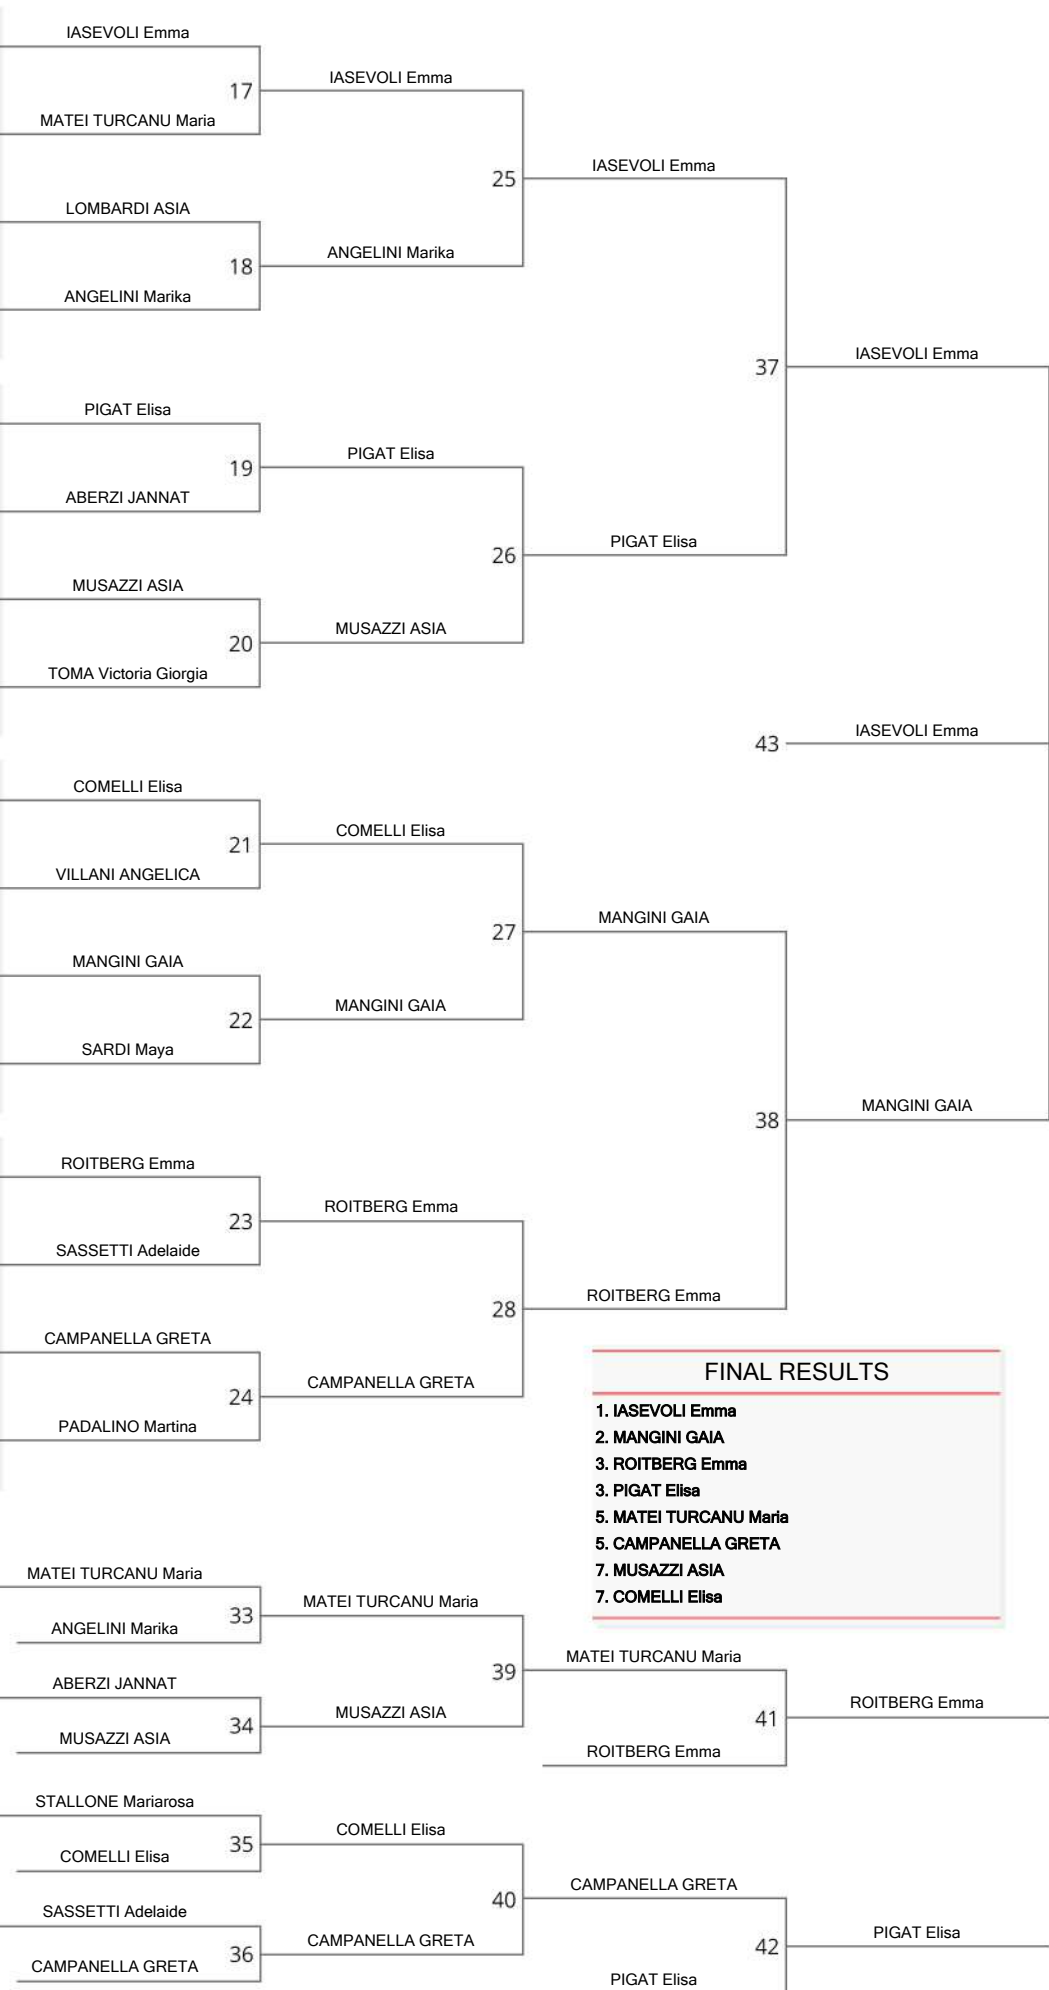 IASEVOLI Emma
17
IASEVOLI Emma
MATEI TURCANU Maria
25
IASEVOLI Emma
LOMBARDI ASIA
18
ANGELINI Marika
ANGELINI Marika
37
IASEVOLI Emma
PIGAT Elisa
19
PIGAT Elisa
ABERZI JANNAT
26
PIGAT Elisa
MUSAZZI ASIA
20
MUSAZZI ASIA
TOMA Victoria Giorgia
43
IASEVOLI Emma
COMELLI Elisa
21
COMELLI Elisa
VILLANI ANGELICA
27
MANGINI GAIA
MANGINI GAIA
22
MANGINI GAIA
SARDI Maya
38
MANGINI GAIA
ROITBERG Emma
23
ROITBERG Emma
SASSETTI Adelaide
28
ROITBERG Emma
CAMPANELLA GRETA
24
CAMPANELLA GRETA
PADALINO Martina
FINAL RESULTS
1. IASEVOLI Emma
2. MANGINI GAIA
3. ROITBERG Emma
3. PIGAT Elisa
5. MATEI TURCANU Maria
5. CAMPANELLA GRETA
7. MUSAZZI ASIA
7. COMELLI Elisa
MATEI TURCANU Maria
33
MATEI TURCANU Maria
ANGELINI Marika
39
MATEI TURCANU Maria
ABERZI JANNAT
34
MUSAZZI ASIA
MUSAZZI ASIA
41
ROITBERG Emma
ROITBERG Emma
STALLONE Mariarosa
35
COMELLI Elisa
COMELLI Elisa
40
CAMPANELLA GRETA
SASSETTI Adelaide
36
CAMPANELLA GRETA
CAMPANELLA GRETA
42
PIGAT Elisa
PIGAT Elisa